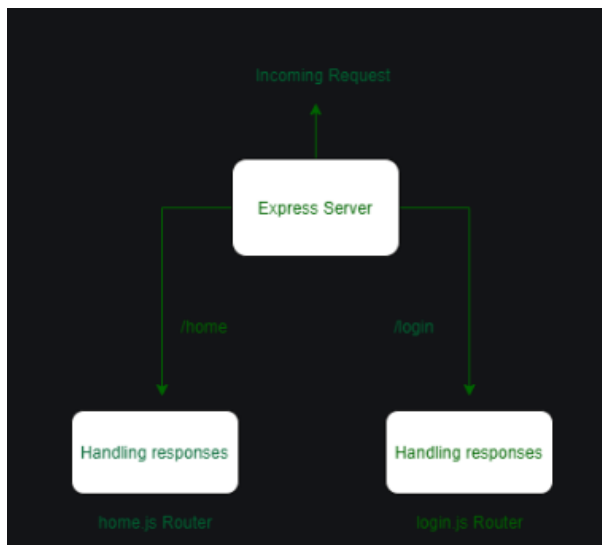 Incoming Request
Express Server
/home
/login
Handling responses
Handling responses
home.js Router
login.js Router